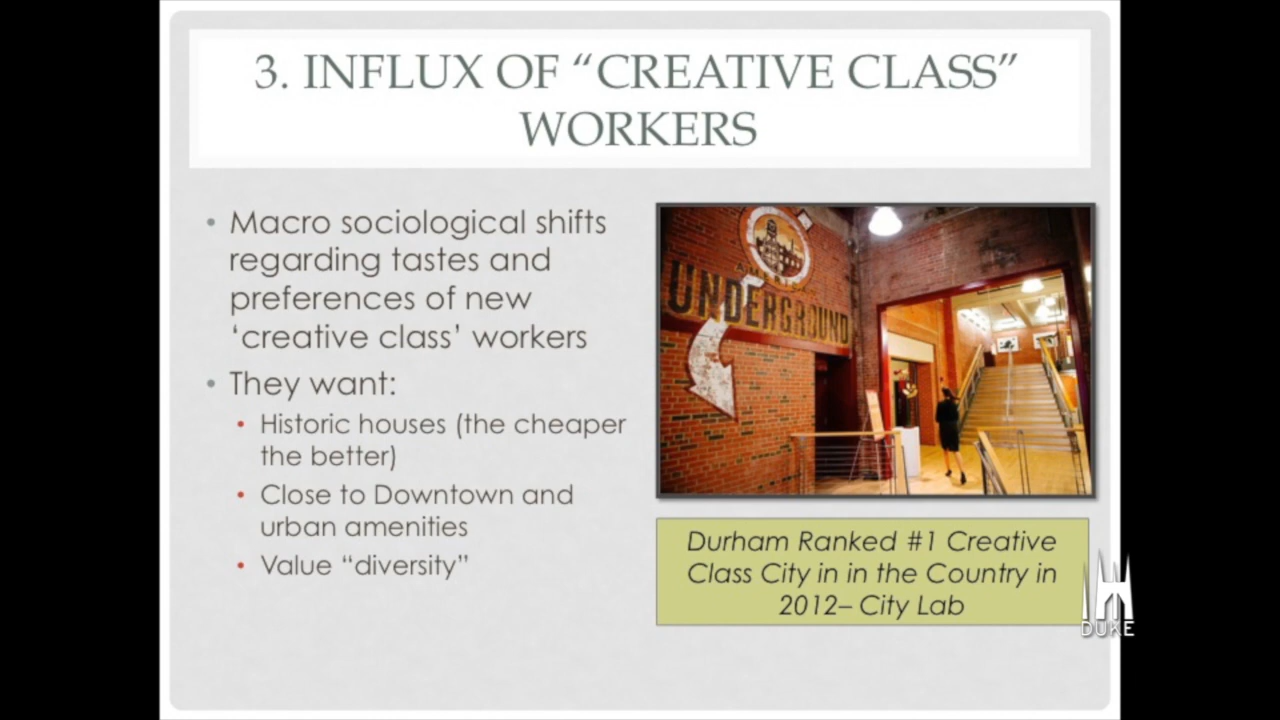 3. INFLUX OF “CREATIVE CLASS”
WORKERS
• Macro sociological shifts
regarding tastes and
preferences of new
‘creative class’ workers
• They want:
• Historic houses (the cheaper
the better)
• Close to Downtown and
urban amenities
• Value “diversity”
AMERICAN
UNDERGROUND
Durham Ranked #1 Creative
Class City in in the Country in
2012– City Lab
DUKE